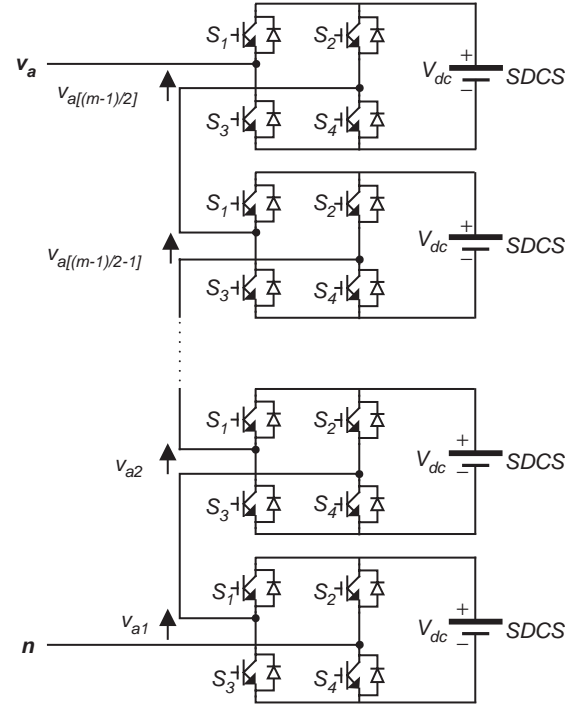 S1 S2
va
Vdc + − SDCS
va[(m-1)/2]
S3 S4
S1 S2
Vdc + − SDCS
va[(m-1)/2-1]
S3 S4
S1 S2
Vdc + − SDCS
va2
S3 S4
S1 S2
va1
Vdc + − SDCS
n
S3 S4